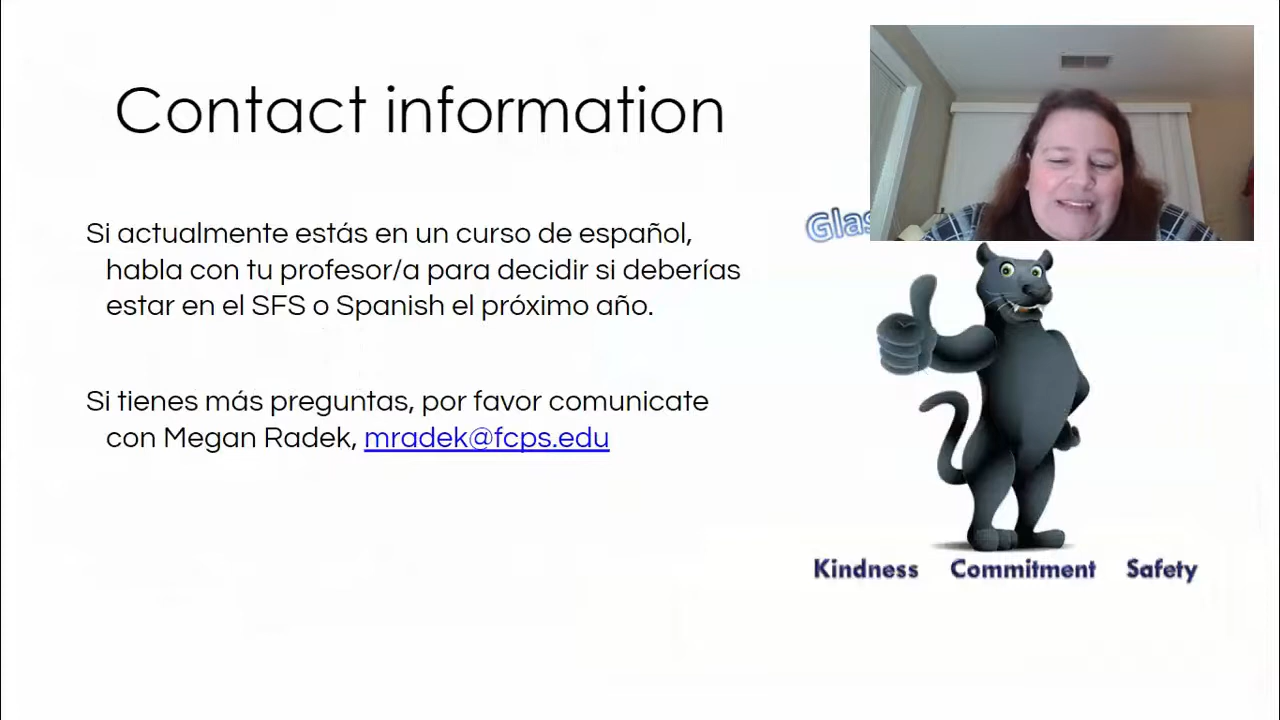 Contact information
Si actualmente estás en un curso de español,
habla con tu profesor/a para decidir si deberías
estar en el SFS o Spanish el próximo año.
Si tienes más preguntas, por favor comunicate
con Megan Radek, mradek@fcps.edu
Kindness Commitment Safety